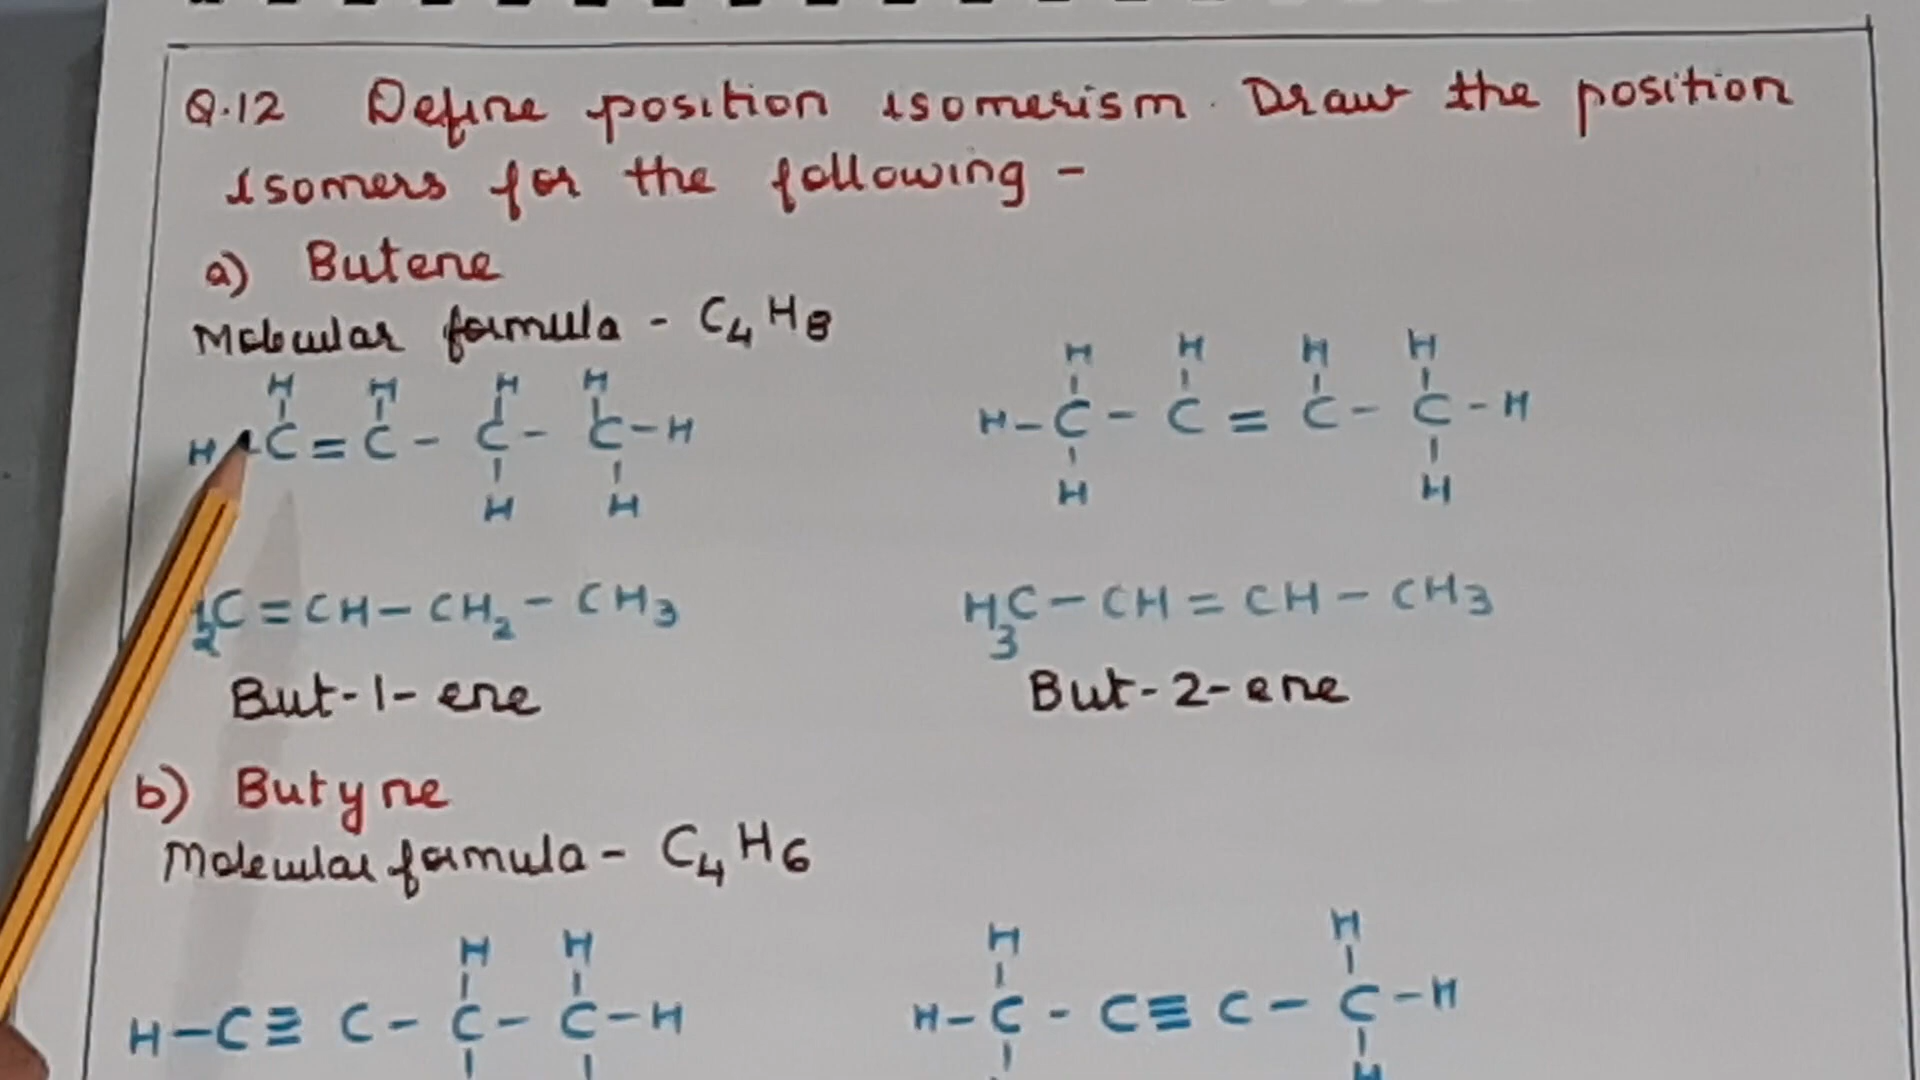 Q.12 Define position isomerism. Draw the position
isomers for the following -
a) Butene
Molecular formula - C4H8
H H H H
H - C = C - C - C - H
H H
H H H H
H - C - C = C - C - H
H H
2C = CH - CH2 - CH3
H3C - CH = CH - CH3
But-1-ene
But-2-ene
b) Butyne
Molecular formula - C4H6
H H
H - C ≡ C - C - C - H
H H
H - C - C ≡ C - C - H
H